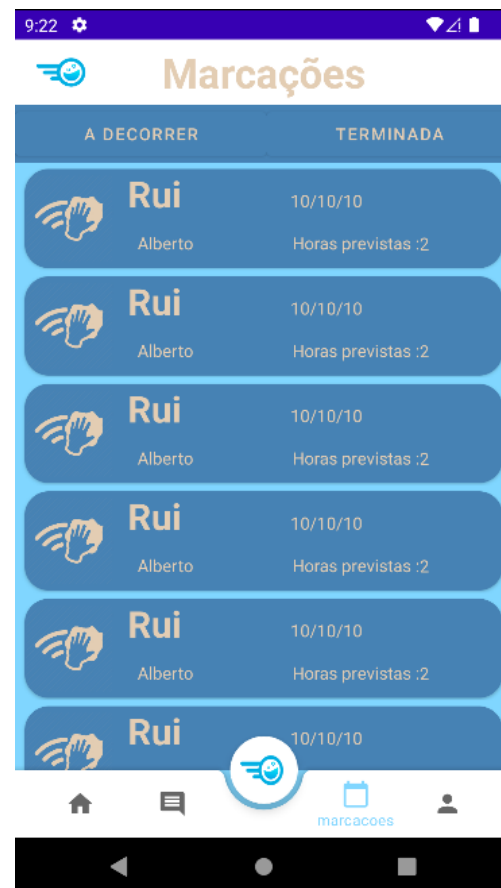 9:22
Marcações
A DECORRER TERMINADA
Rui 10/10/10
Alberto Horas previstas :2
Rui 10/10/10
Alberto Horas previstas :2
Rui 10/10/10
Alberto Horas previstas :2
Rui 10/10/10
Alberto Horas previstas :2
Rui 10/10/10
Alberto Horas previstas :2
Rui 10/10/10
marcacoes